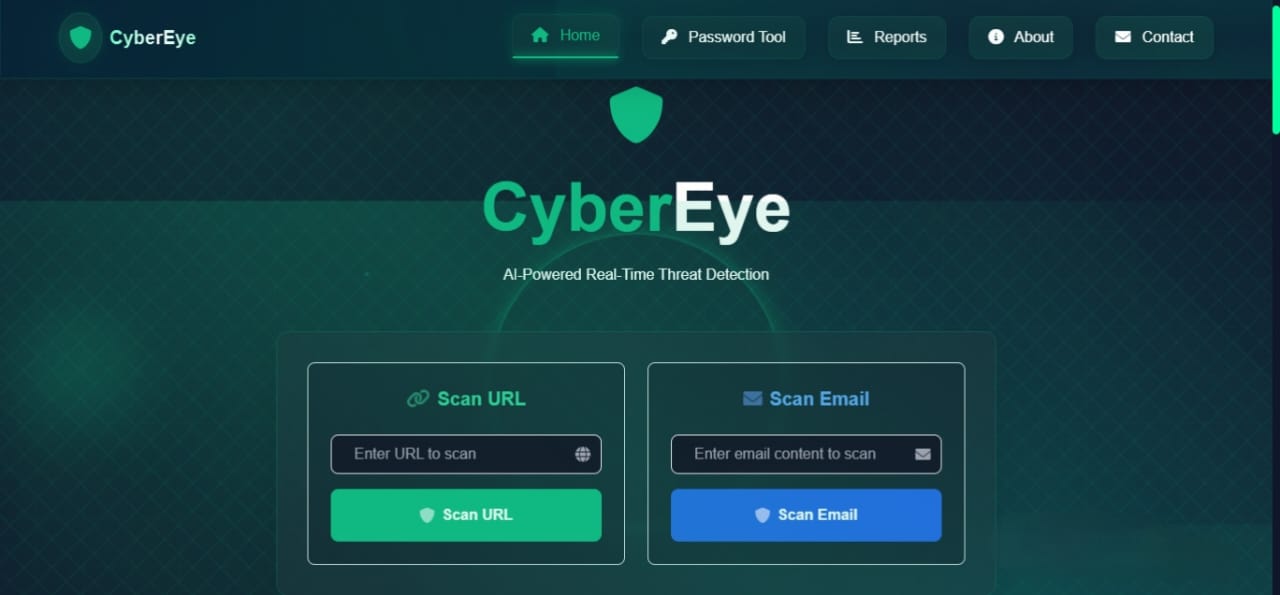 CyberEye
Home
Password Tool
Reports
About
Contact
CyberEye
AI-Powered Real-Time Threat Detection
Scan URL
Scan Email
Enter URL to scan
Enter email content to scan
Scan URL
Scan Email